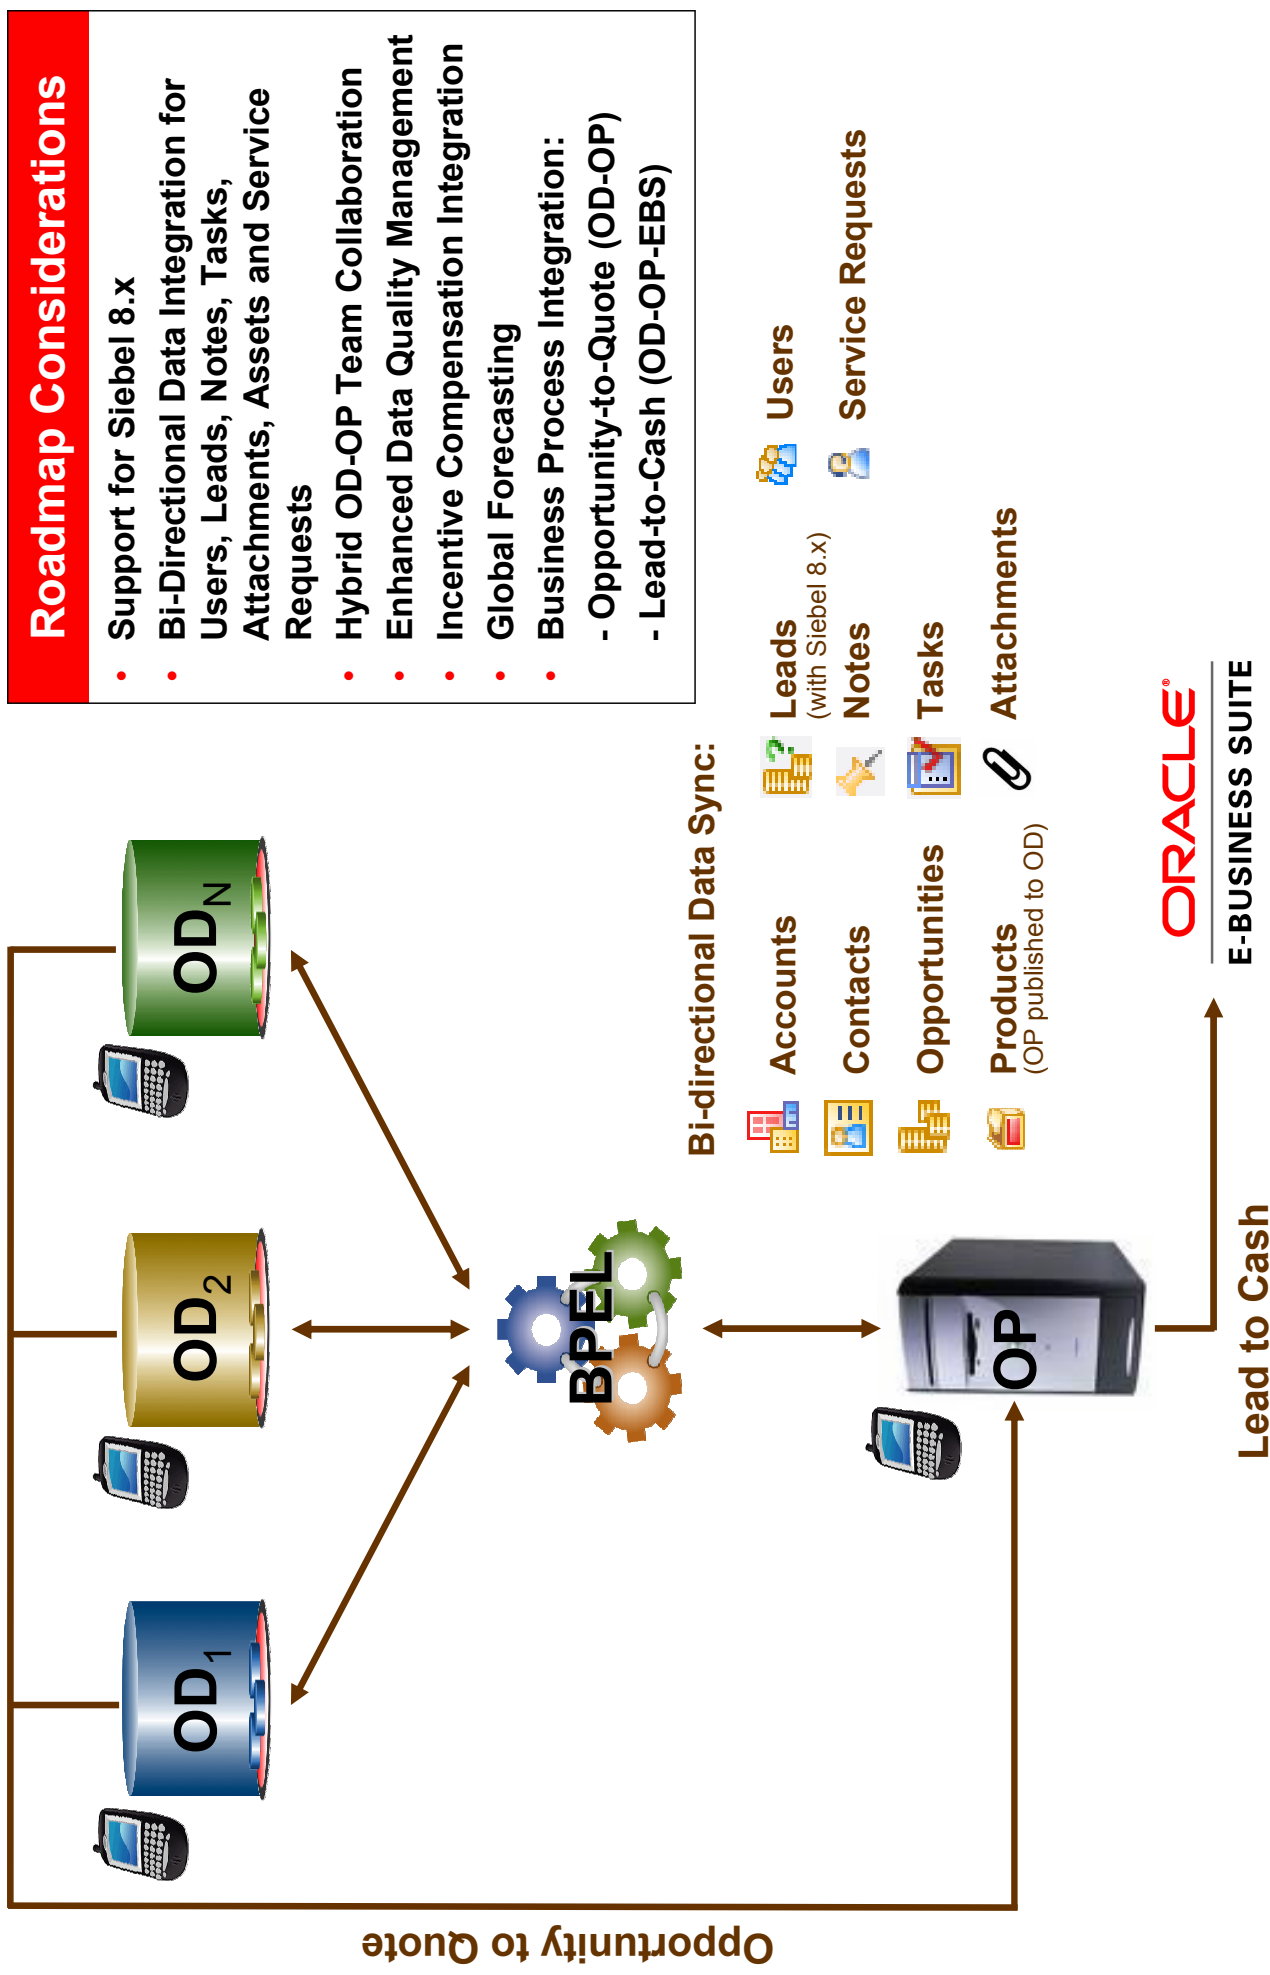 Roadmap Considerations
• Support for Siebel 8.x
• Bi-Directional Data Integration for
Users, Leads, Notes, Tasks,
Attachments, Assets and Service
Requests
• Hybrid OD-OP Team Collaboration
• Enhanced Data Quality Management
• Incentive Compensation Integration
• Global Forecasting
• Business Process Integration:
- Opportunity-to-Quote (OD-OP)
- Lead-to-Cash (OD-OP-EBS)
OD1
OD2
ODN
BPEL
OP
Opportunity to Quote
Lead to Cash
Bi-directional Data Sync:
Accounts
Contacts
Opportunities
Products
(OP published to OD)
Leads
(with Siebel 8.x)
Notes
Tasks
Attachments
Users
Service Requests
ORACLE®
E-BUSINESS SUITE